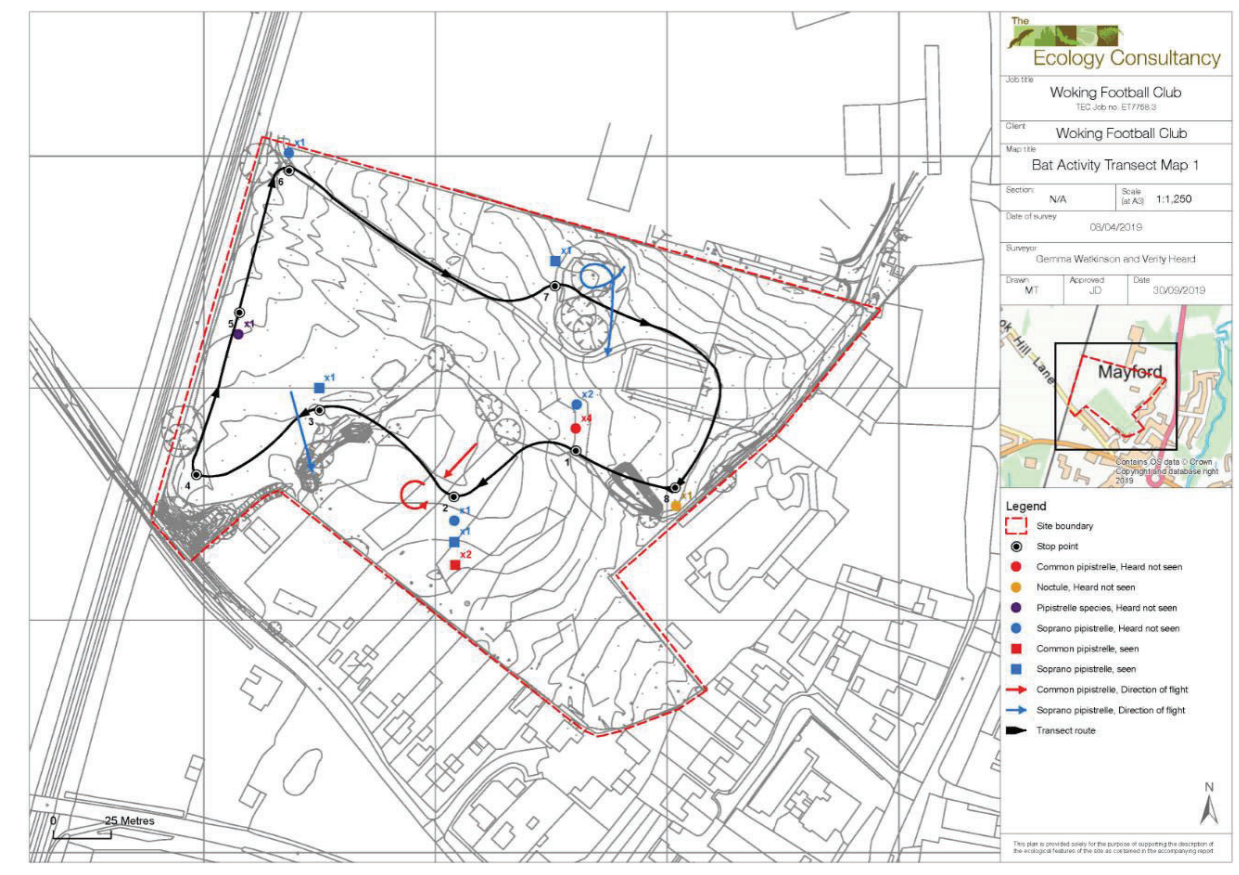 The
Ecology Consultancy
Job title
Woking Football Club
TEC Job no. ET7758.3
Client
Woking Football Club
Map title
Bat Activity Transect Map 1
Section:
N/A
Scale
(at A3)
1:1,250
Date of survey
08/04/2019
Surveyor
Gemma Watkinson and Verity Heard
Drawn
MT
Approved
JD
Date
30/09/2019
Hill Lane
Mayford
Contains OS data © Crown
Copyright and database right
2019
Legend
Site boundary
Stop point
Common pipistrelle, Heard not seen
Noctule, Heard not seen
Pipistrelle species, Heard not seen
Soprano pipistrelle, Heard not seen
Common pipistrelle, seen
Soprano pipistrelle, seen
Common pipistrelle, Direction of flight
Soprano pipistrelle, Direction of flight
Transect route
N
This plan is provided solely for the purpose of supporting the description of
the ecological features of the site as contained in the accompanying report
x1
6
x1
7
5
x1
x1
3
x2
x4
1
4
2
x1
x1
x2
8
x1
0
25 Metres